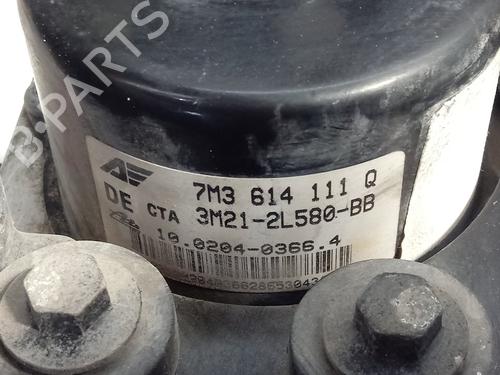 B-PARTS
7M3 614 111 Q
DE CTA 3M21-2L580-BB
10.0204-0366.4